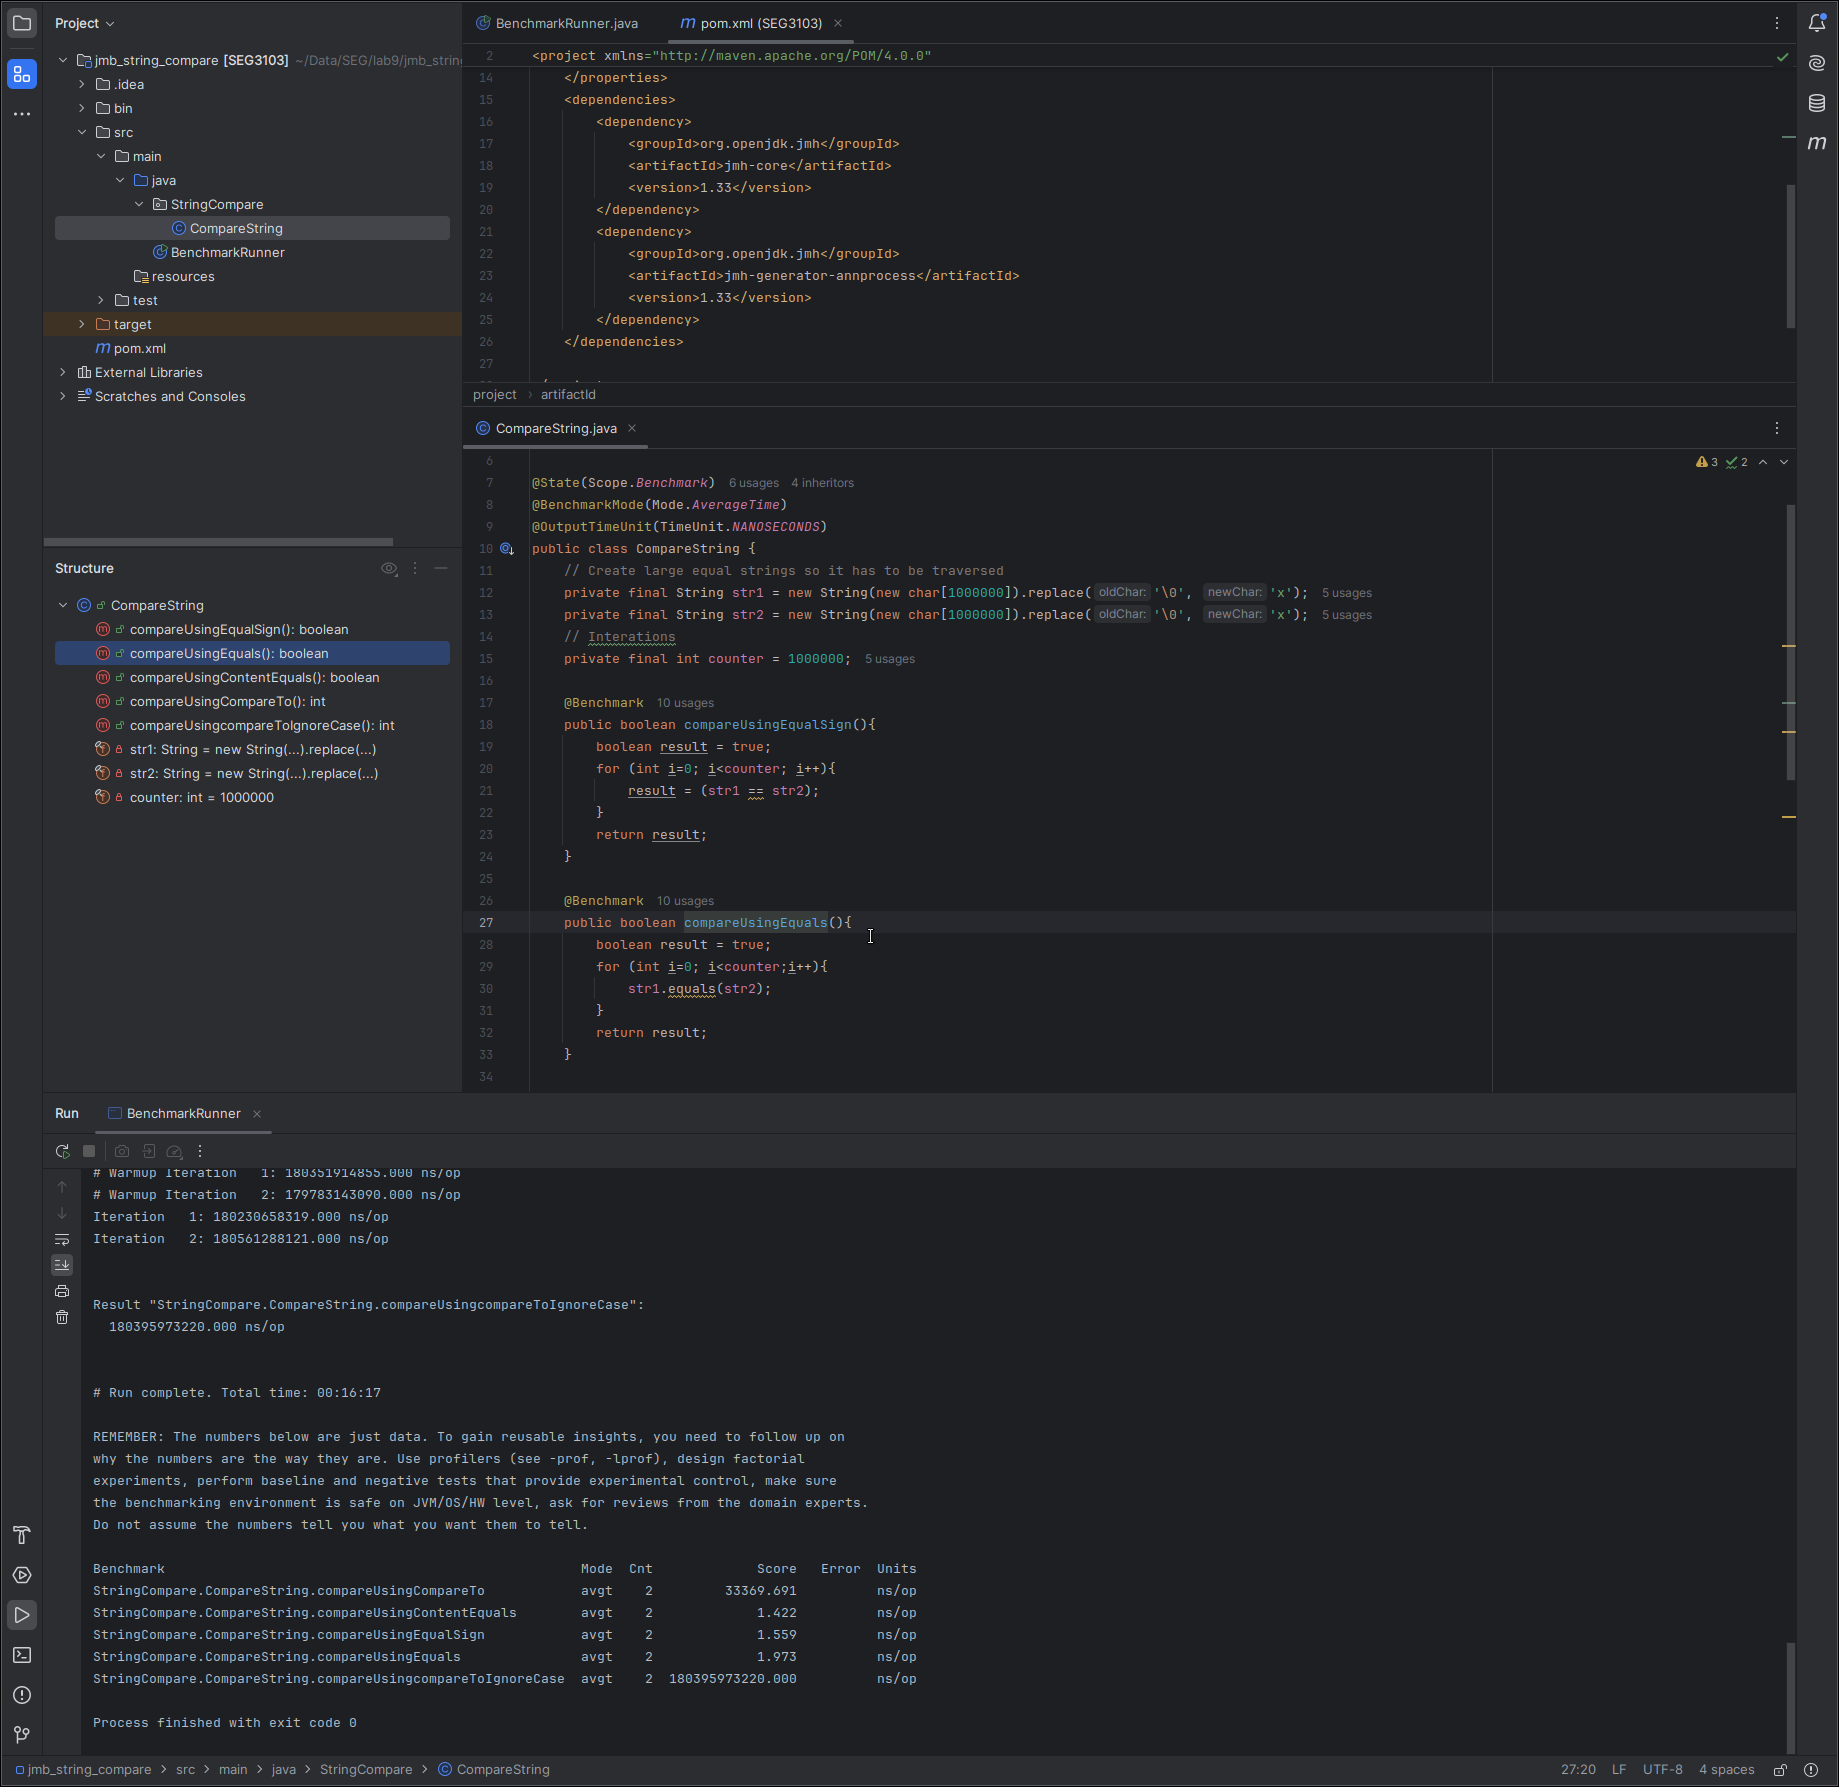 Project
jmb_string_compare [SEG3103] ~/Data/SEG/lab9/jmb_string
.idea
bin
src
main
java
StringCompare
CompareString
BenchmarkRunner
resources
test
target
pom.xml
External Libraries
Scratches and Consoles
Structure
CompareString
compareUsingEqualSign(): boolean
compareUsingEquals(): boolean
compareUsingContentEquals(): boolean
compareUsingCompareTo(): int
compareUsingcompareToIgnoreCase(): int
str1: String = new String(...).replace(...)
str2: String = new String(...).replace(...)
counter: int = 1000000
BenchmarkRunner.java pom.xml (SEG3103)
2 <project xmlns="http://maven.apache.org/POM/4.0.0"
14 </properties>
15 <dependencies>
16 <dependency>
17 <groupId>org.openjdk.jmh</groupId>
18 <artifactId>jmh-core</artifactId>
19 <version>1.33</version>
20 </dependency>
21 <dependency>
22 <groupId>org.openjdk.jmh</groupId>
23 <artifactId>jmh-generator-annprocess</artifactId>
24 <version>1.33</version>
25 </dependency>
26 </dependencies>
27
project › artifactId
CompareString.java
3 2
6
7 @State(Scope.Benchmark) 6 usages 4 inheritors
8 @BenchmarkMode(Mode.AverageTime)
9 @OutputTimeUnit(TimeUnit.NANOSECONDS)
10 public class CompareString {
11 // Create large equal strings so it has to be traversed
12 private final String str1 = new String(new char[1000000]).replace( oldChar: '\0', newChar: 'x'); 5 usages
13 private final String str2 = new String(new char[1000000]).replace( oldChar: '\0', newChar: 'x'); 5 usages
14 // Interations
15 private final int counter = 1000000; 5 usages
16
17 @Benchmark 10 usages
18 public boolean compareUsingEqualSign(){
19 boolean result = true;
20 for (int i=0; i<counter; i++){
21 result = (str1 == str2);
22 }
23 return result;
24 }
25
26 @Benchmark 10 usages
27 public boolean compareUsingEquals(){
28 boolean result = true;
29 for (int i=0; i<counter;i++){
30 str1.equals(str2);
31 }
32 return result;
33 }
34
Run BenchmarkRunner
# Warmup Iteration 1: 180351914855.000 ns/op
# Warmup Iteration 2: 179783143090.000 ns/op
Iteration 1: 180230658319.000 ns/op
Iteration 2: 180561288121.000 ns/op
Result "StringCompare.CompareString.compareUsingcompareToIgnoreCase":
180395973220.000 ns/op
# Run complete. Total time: 00:16:17
REMEMBER: The numbers below are just data. To gain reusable insights, you need to follow up on
why the numbers are the way they are. Use profilers (see -prof, -lprof), design factorial
experiments, perform baseline and negative tests that provide experimental control, make sure
the benchmarking environment is safe on JVM/OS/HW level, ask for reviews from the domain experts.
Do not assume the numbers tell you what you want them to tell.
Benchmark Mode Cnt Score Error Units
StringCompare.CompareString.compareUsingCompareTo avgt 2 33369.691 ns/op
StringCompare.CompareString.compareUsingContentEquals avgt 2 1.422 ns/op
StringCompare.CompareString.compareUsingEqualSign avgt 2 1.559 ns/op
StringCompare.CompareString.compareUsingEquals avgt 2 1.973 ns/op
StringCompare.CompareString.compareUsingcompareToIgnoreCase avgt 2 180395973220.000 ns/op
Process finished with exit code 0
jmb_string_compare › src › main › java › StringCompare › CompareString
27:20 LF UTF-8 4 spaces